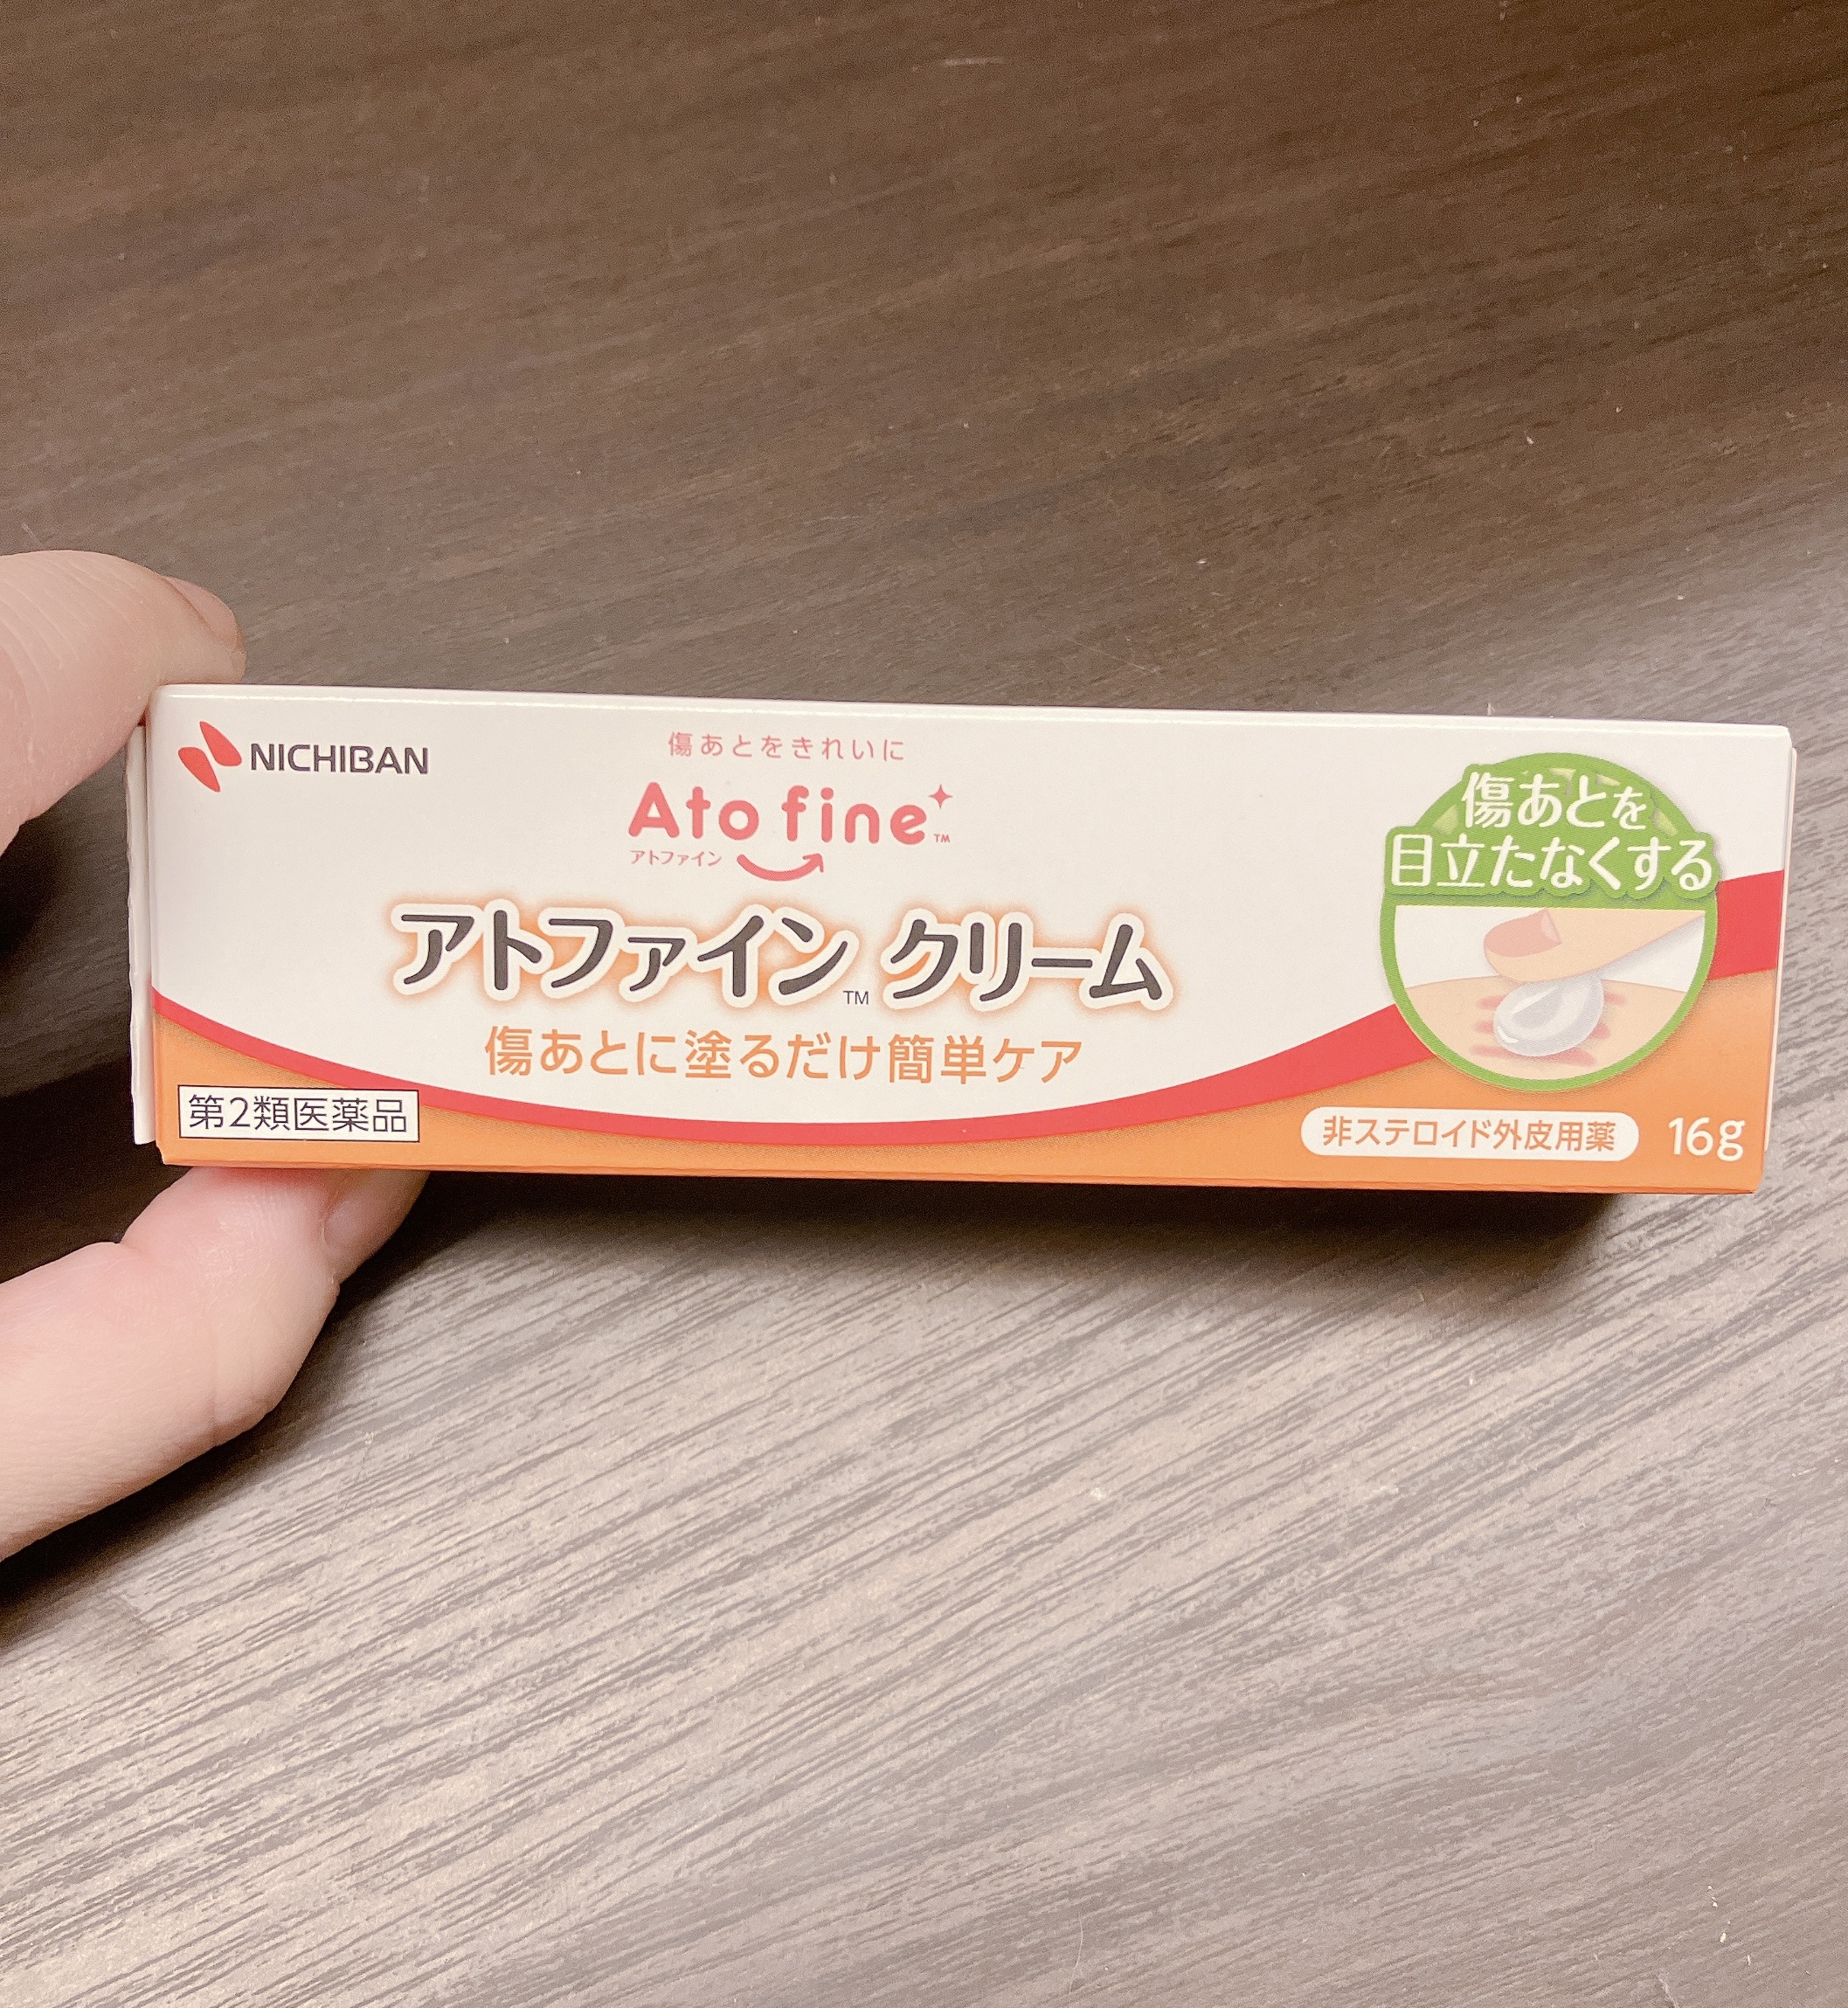 NICHIBAN
傷あとをきれいに
Ato fine™
アトファイン
アトファイン™ クリーム
傷あとに塗るだけ簡単ケア
第2類医薬品
傷あとを
目立たなくする
非ステロイド外皮用薬
16g